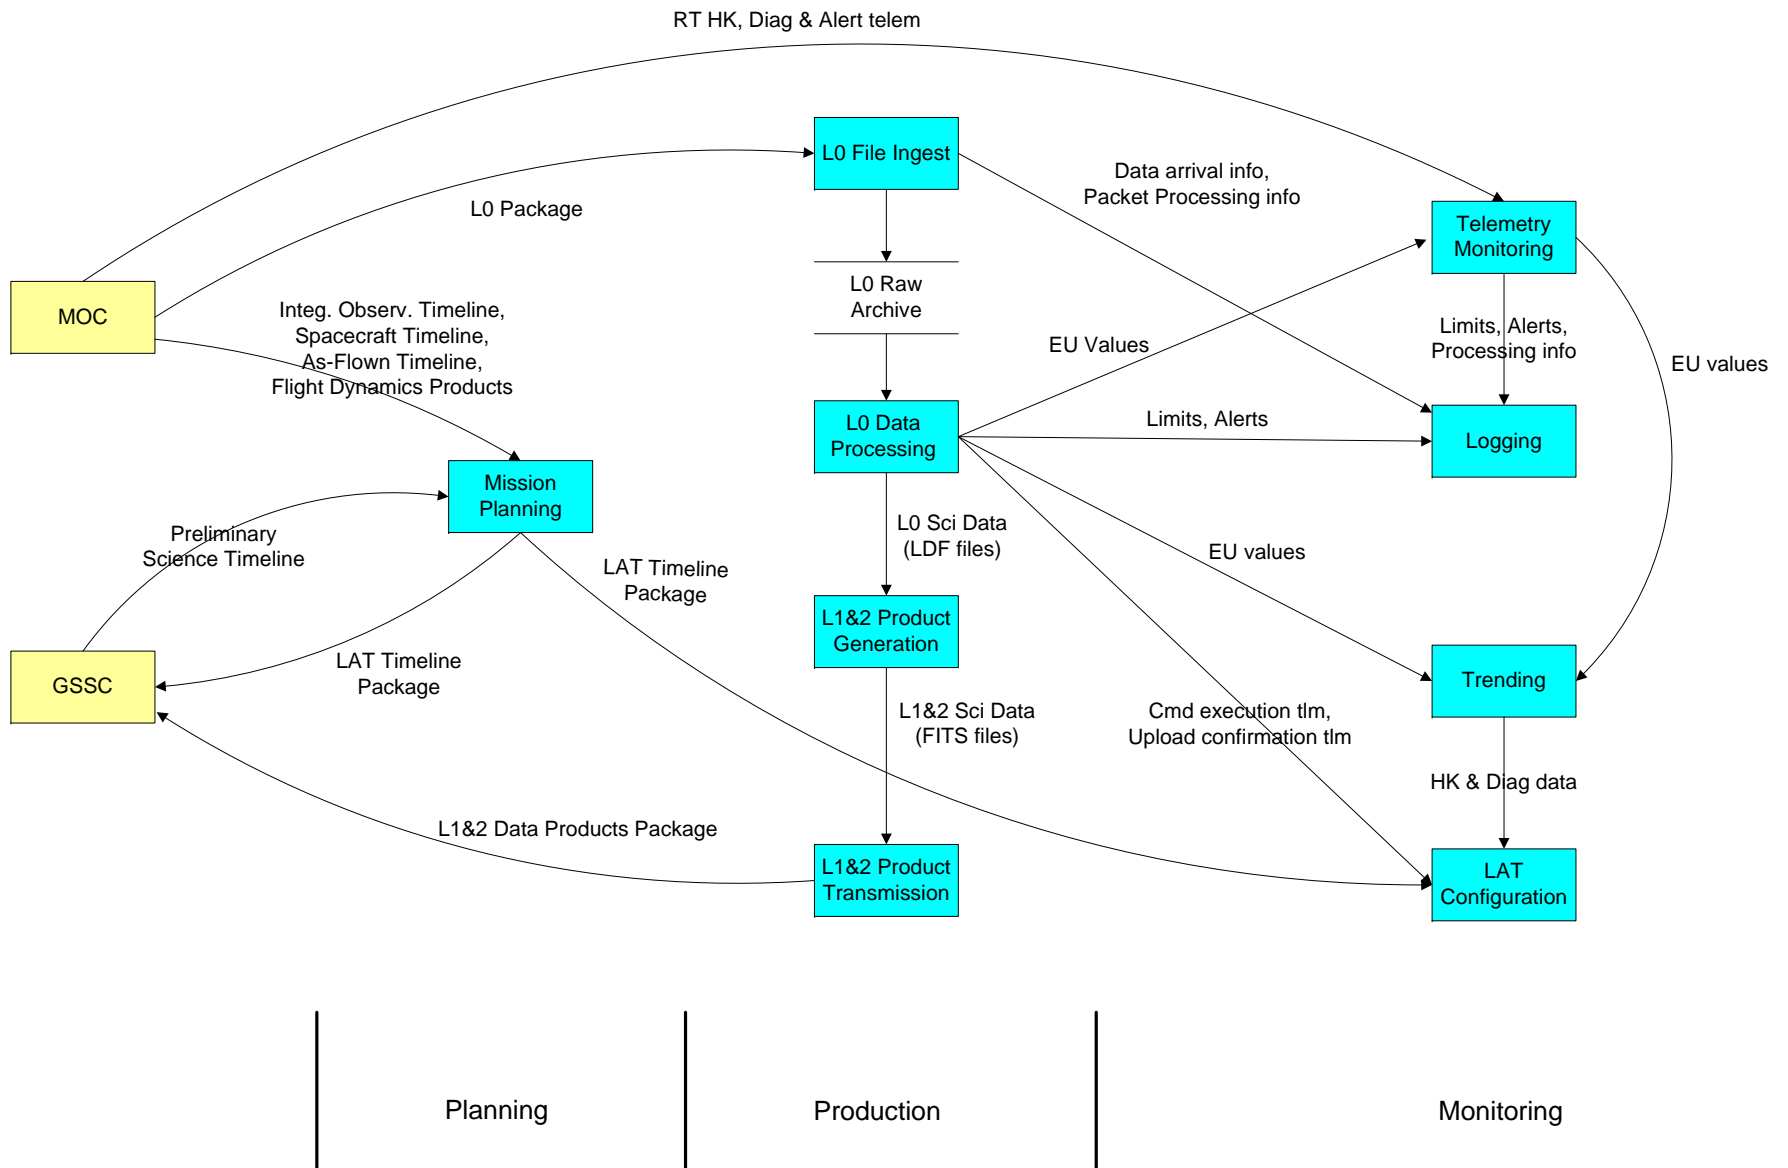 RT HK, Diag & Alert telem
L0 File Ingest
Data arrival info,
Packet Processing info
L0 Package
Telemetry
Monitoring
L0 Raw
Archive
MOC
Integ. Observ. Timeline,
Spacecraft Timeline,
As-Flown Timeline,
Flight Dynamics Products
EU Values
Limits, Alerts,
Processing info
EU values
L0 Data
Processing
Limits, Alerts
Logging
Mission
Planning
Preliminary
Science Timeline
L0 Sci Data
(LDF files)
EU values
LAT Timeline
Package
L1&2 Product
Generation
GSSC
LAT Timeline
Package
Trending
L1&2 Sci Data
(FITS files)
Cmd execution tlm,
Upload confirmation tlm
HK & Diag data
L1&2 Data Products Package
L1&2 Product
Transmission
LAT
Configuration
Planning
Production
Monitoring